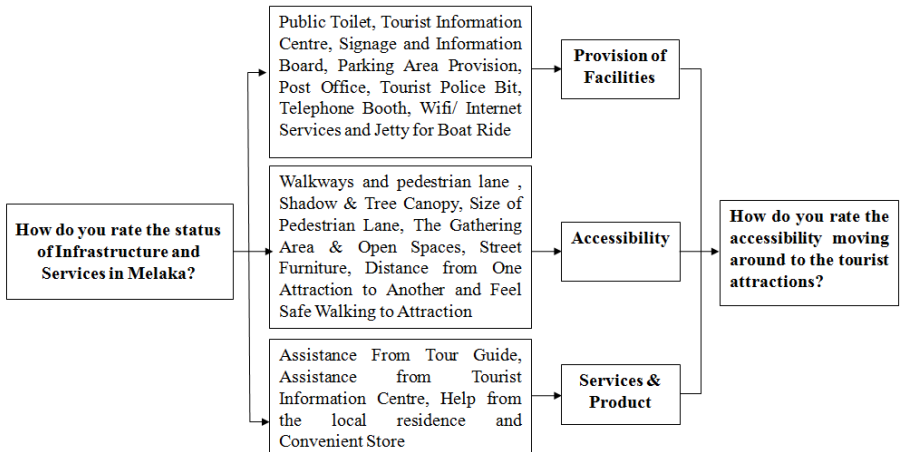 How do you rate the status
of Infrastructure and
Services in Melaka?
Public Toilet, Tourist Information
Centre, Signage and Information
Board, Parking Area Provision,
Post Office, Tourist Police Bit,
Telephone Booth, Wifi/ Internet
Services and Jetty for Boat Ride
Provision of
Facilities
Walkways and pedestrian lane ,
Shadow & Tree Canopy, Size of
Pedestrian Lane, The Gathering
Area & Open Spaces, Street
Furniture, Distance from One
Attraction to Another and Feel
Safe Walking to Attraction
Accessibility
Assistance From Tour Guide,
Assistance from Tourist
Information Centre, Help from
the local residence and
Convenient Store
Services &
Product
How do you rate the
accessibility moving
around to the tourist
attractions?